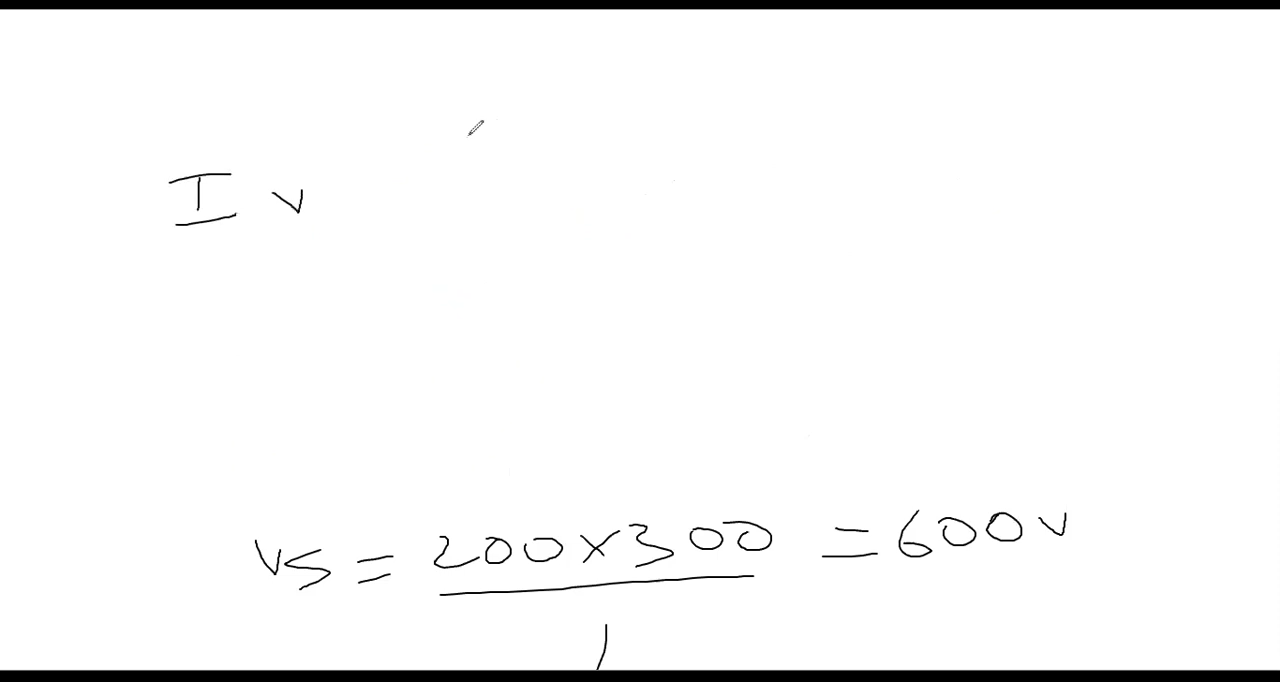 I v
vs = 200x300 = 600v